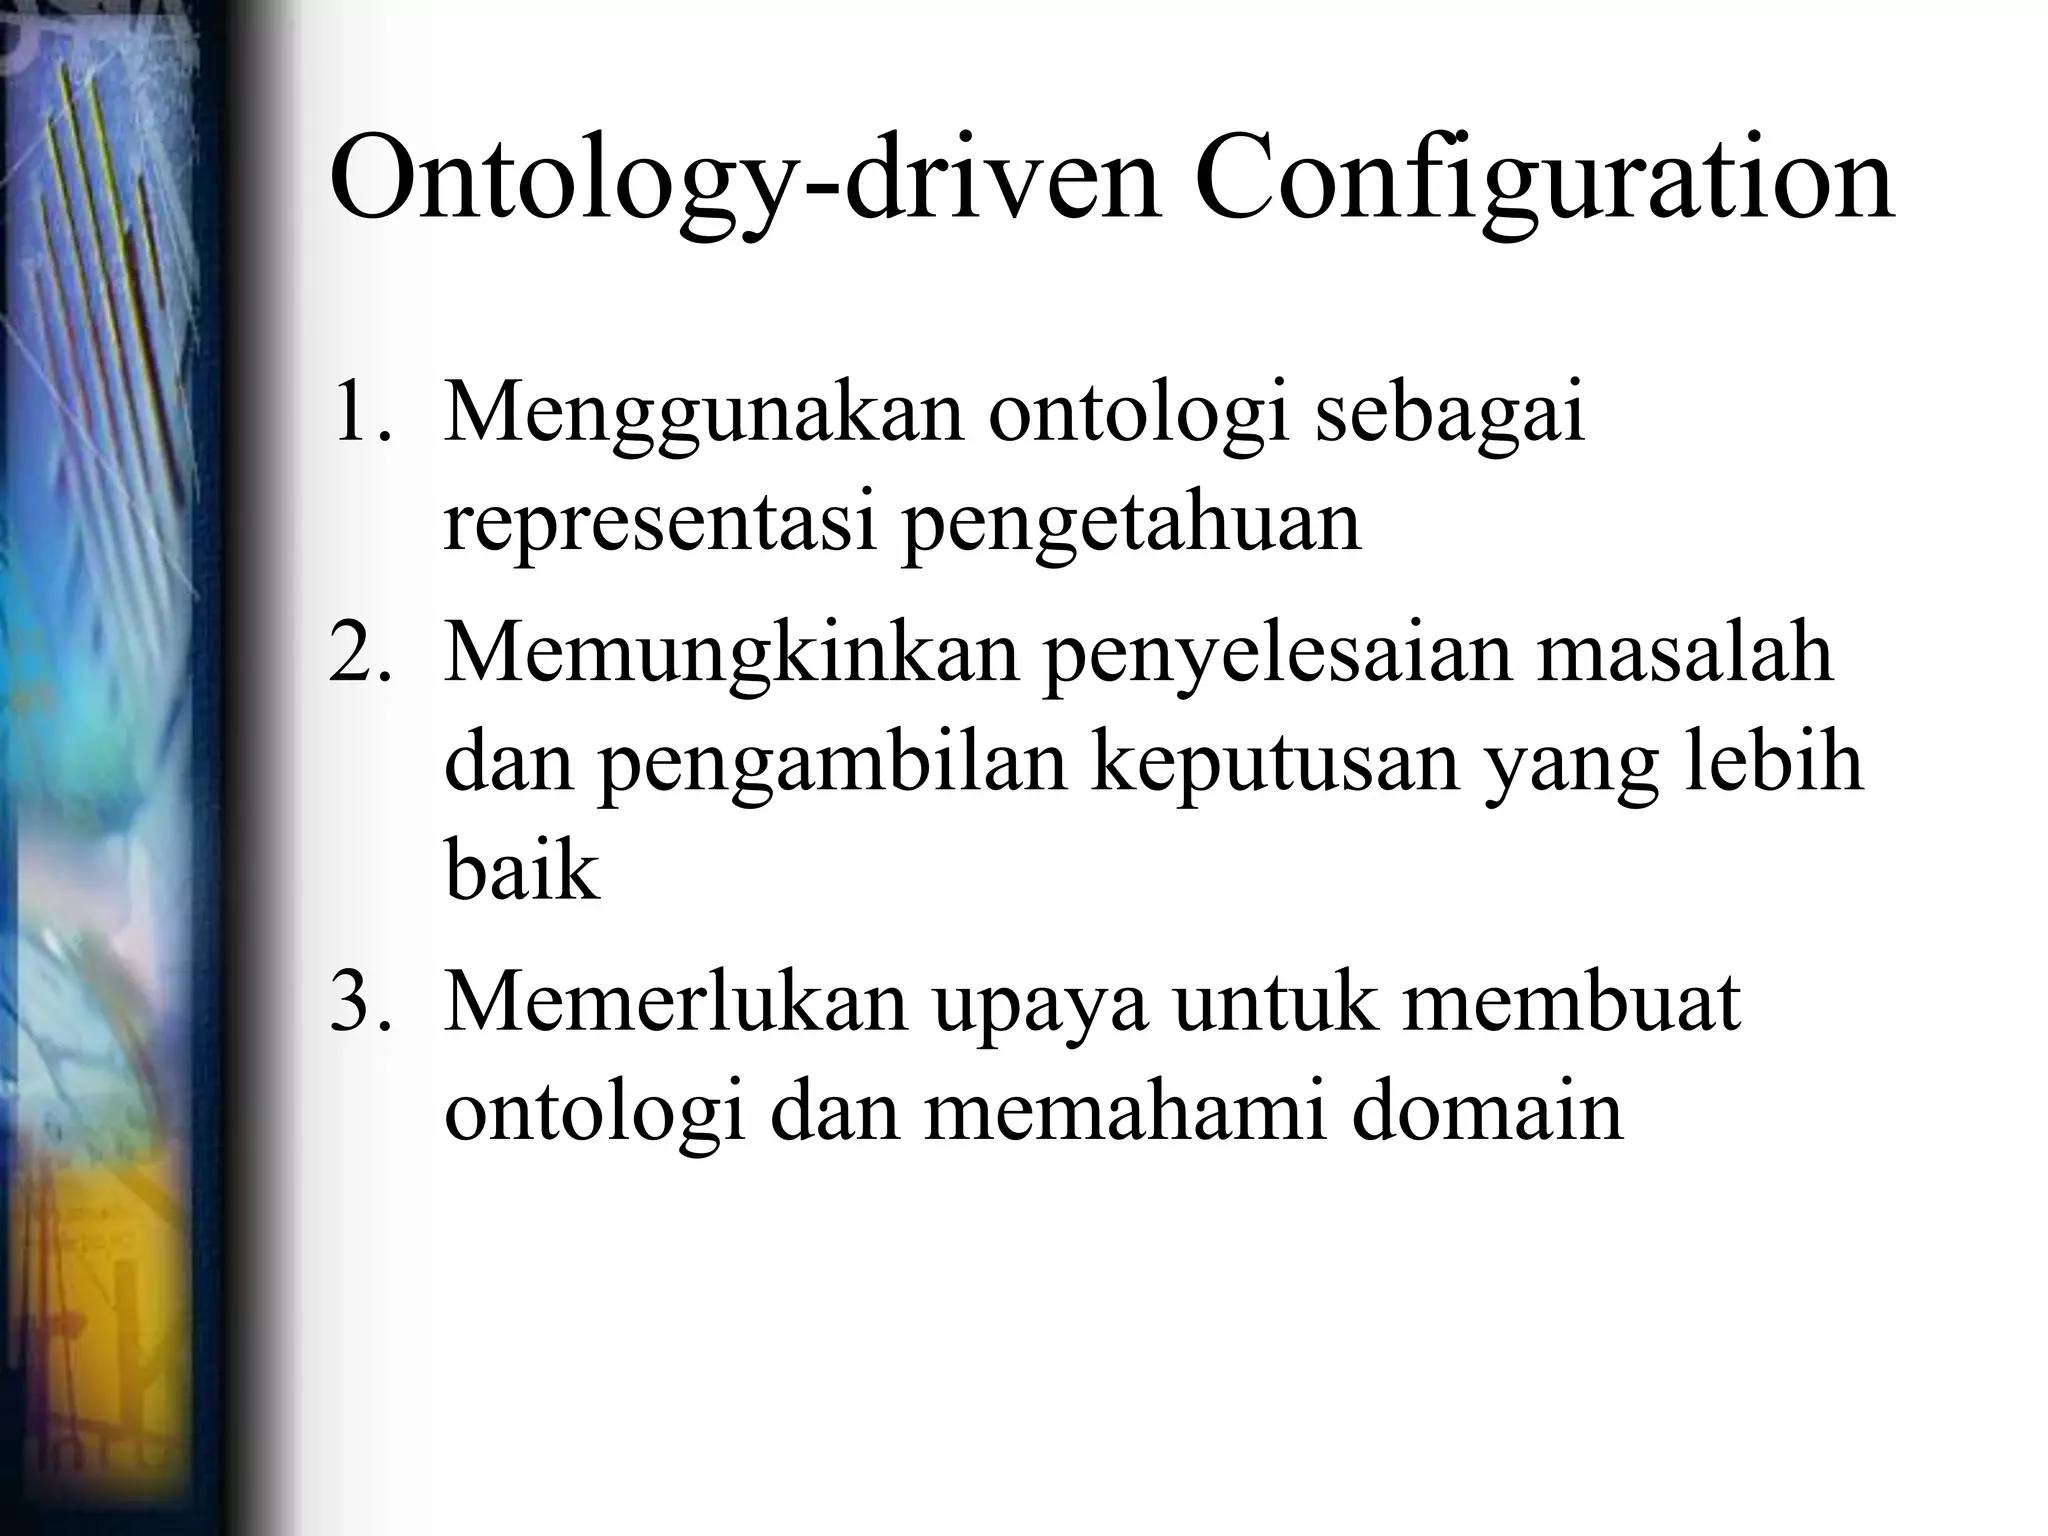 Ontology-driven Configuration
1. Menggunakan ontologi sebagai
representasi pengetahuan
2. Memungkinkan penyelesaian masalah
dan pengambilan keputusan yang lebih
baik
3. Memerlukan upaya untuk membuat
ontologi dan memahami domain